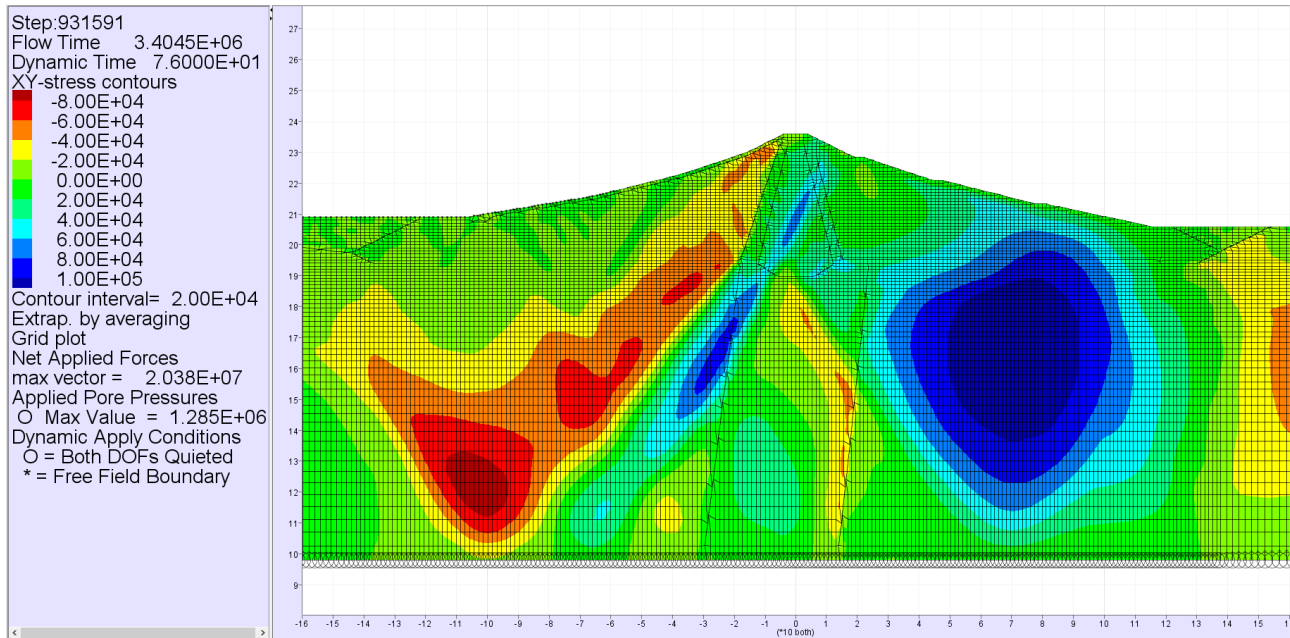 Step:931591
Flow Time 3.4045E+06
Dynamic Time 7.6000E+01
XY-stress contours
-8.00E+04
-6.00E+04
-4.00E+04
-2.00E+04
0.00E+00
2.00E+04
4.00E+04
6.00E+04
8.00E+04
1.00E+05
Contour interval= 2.00E+04
Extrap. by averaging
Grid plot
Net Applied Forces
max vector = 2.038E+07
Applied Pore Pressures
O Max Value = 1.285E+06
Dynamic Apply Conditions
O = Both DOFs Quieted
* = Free Field Boundary
27
26
25
24
23
22
21
20
19
18
17
16
15
14
13
12
11
10
9
-16 -15 -14 -13 -12 -11 -10 -9 -8 -7 -6 -5 -4 -3 -2 -1 0 1 2 3 4 5 6 7 8 9 10 11 12 13 14 15
(*10 both)